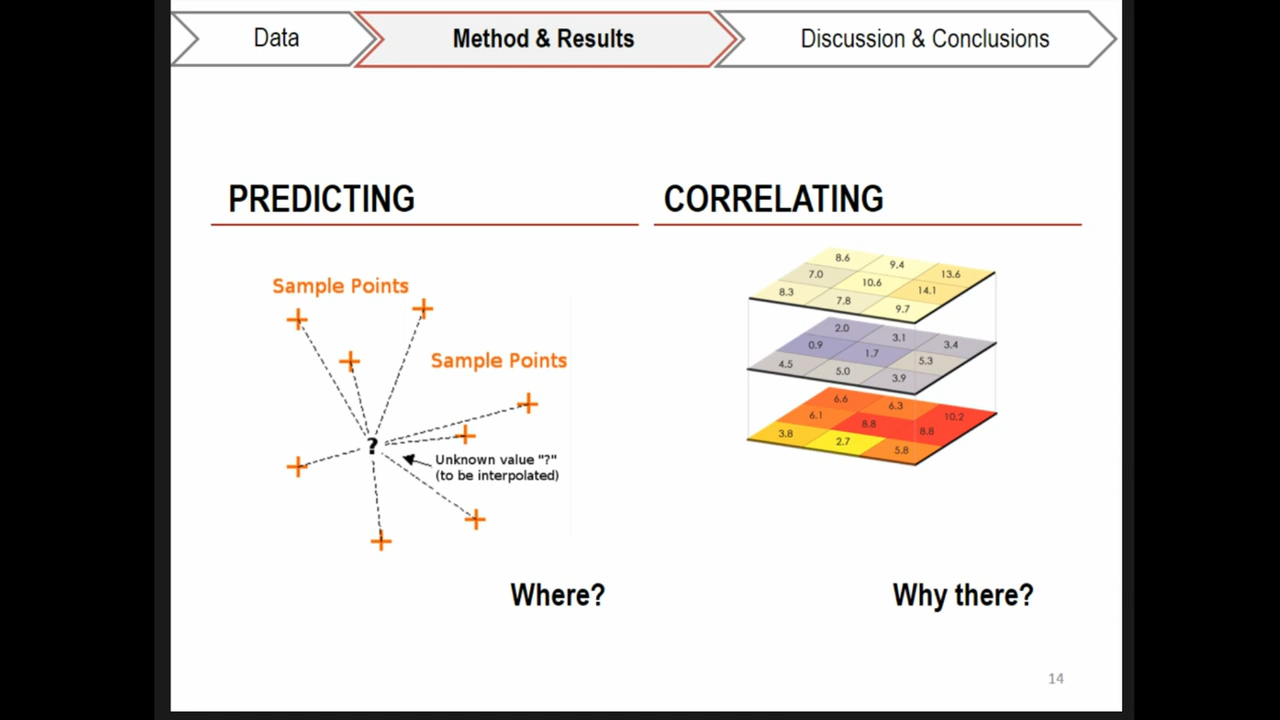 Data
Method & Results
Discussion & Conclusions
PREDICTING
Sample Points
Sample Points
?
Unknown value "?"
(to be interpolated)
Where?
CORRELATING
8.6 9.4 13.6
7.0 10.6 14.1
8.3 7.8 9.7
2.0 3.1 3.4
0.9 1.7 5.3
4.5 5.0 3.9
6.6 6.3 10.2
6.1 8.8 8.8
3.8 2.7 5.8
Why there?
14